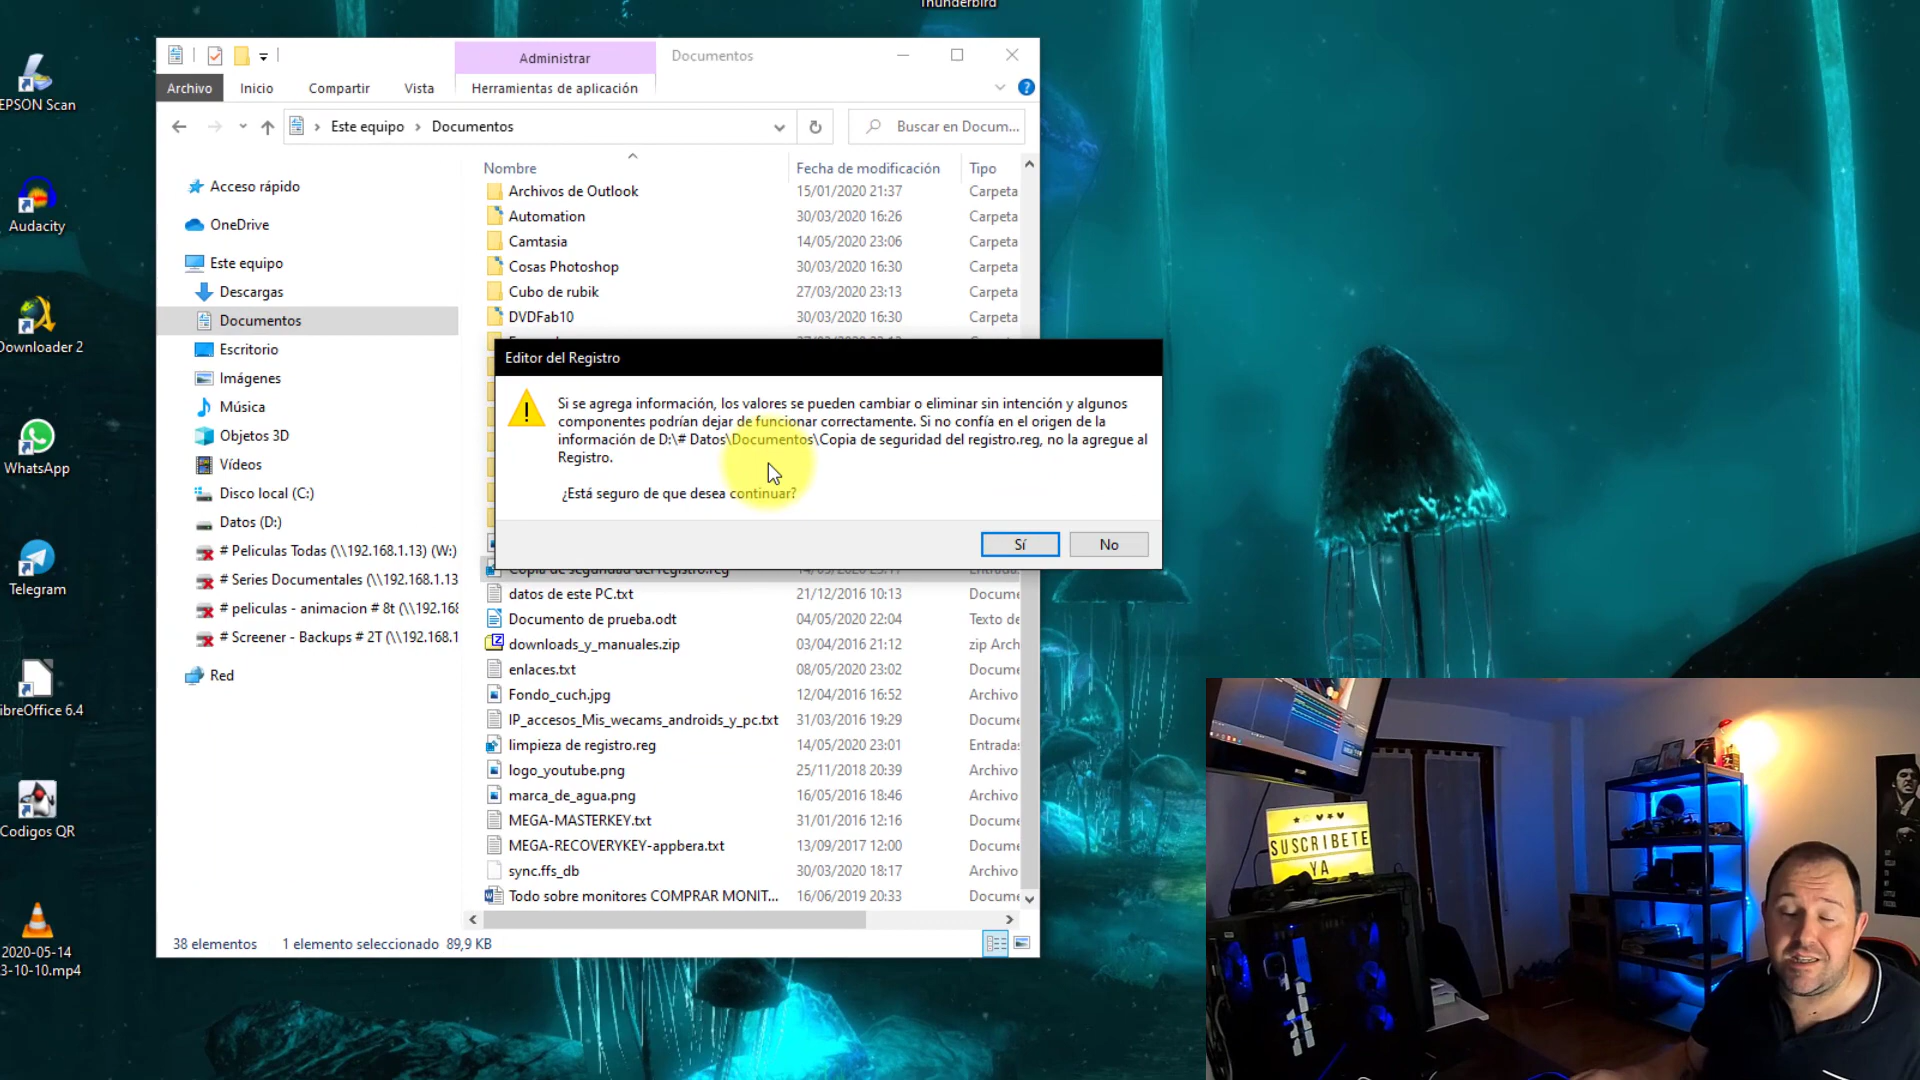 Thunderbird
EPSON Scan
Audacity
Downloader 2
WhatsApp
Telegram
ibreOffice 6.4
Codigos QR
2020-05-14
3-10-10.mp4
Administrar
Documentos
Archivo
Inicio
Compartir
Vista
Herramientas de aplicación
Este equipo
Documentos
Buscar en Docum...
Acceso rápido
OneDrive
Este equipo
Descargas
Documentos
Escritorio
Imágenes
Música
Objetos 3D
Vídeos
Disco local (C:)
Datos (D:)
# Peliculas Todas (\\192.168.1.13) (W:)
# Series Documentales (\\192.168.1.13
# peliculas - animacion # 8t (\\192.168
# Screener - Backups # 2T (\\192.168.1
Red
Nombre Fecha de modificación Tipo
Archivos de Outlook 15/01/2020 21:37 Carpeta
Automation 30/03/2020 16:26 Carpeta
Camtasia 14/05/2020 23:06 Carpeta
Cosas Photoshop 30/03/2020 16:30 Carpeta
Cubo de rubik 27/03/2020 23:13 Carpeta
DVDFab10 30/03/2020 16:30 Carpeta
Editor del Registro
Si se agrega información, los valores se pueden cambiar o eliminar sin intención y algunos
componentes podrían dejar de funcionar correctamente. Si no confía en el origen de la
información de D:\# Datos\Documentos\Copia de seguridad del registro.reg, no la agregue al
Registro.
¿Está seguro de que desea continuar?
Sí
No
Copia de seguridad del registro.reg
datos de este PC.txt 21/12/2016 10:13 Docume
Documento de prueba.odt 04/05/2020 22:04 Texto de
downloads_y_manuales.zip 03/04/2016 21:12 zip Arch
enlaces.txt 08/05/2020 23:02 Docume
Fondo_cuch.jpg 12/04/2016 16:52 Archivo
IP_accesos_Mis_wecams_androids_y_pc.txt 31/03/2016 19:29 Docume
limpieza de registro.reg 14/05/2020 23:01 Entradas
logo_youtube.png 25/11/2018 20:39 Archivo
marca_de_agua.png 16/05/2016 18:46 Archivo
MEGA-MASTERKEY.txt 31/01/2016 12:16 Docume
MEGA-RECOVERYKEY-appbera.txt 13/09/2017 12:00 Docume
sync.ffs_db 30/03/2020 18:17 Archivo
Todo sobre monitores COMPRAR MONIT... 16/06/2019 20:33 Docume
38 elementos 1 elemento seleccionado 89,9 KB
SUSCRIBETE
YA